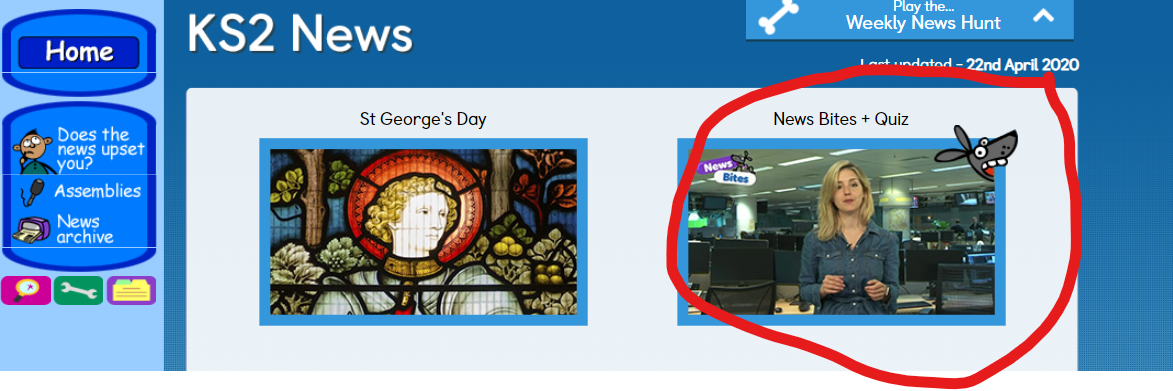 Home
Does the
news upset
you?
Assemblies
News
archive
KS2 News
Play the...
Weekly News Hunt
Last updated - 22nd April 2020
St George's Day
News Bites + Quiz
News
Bites